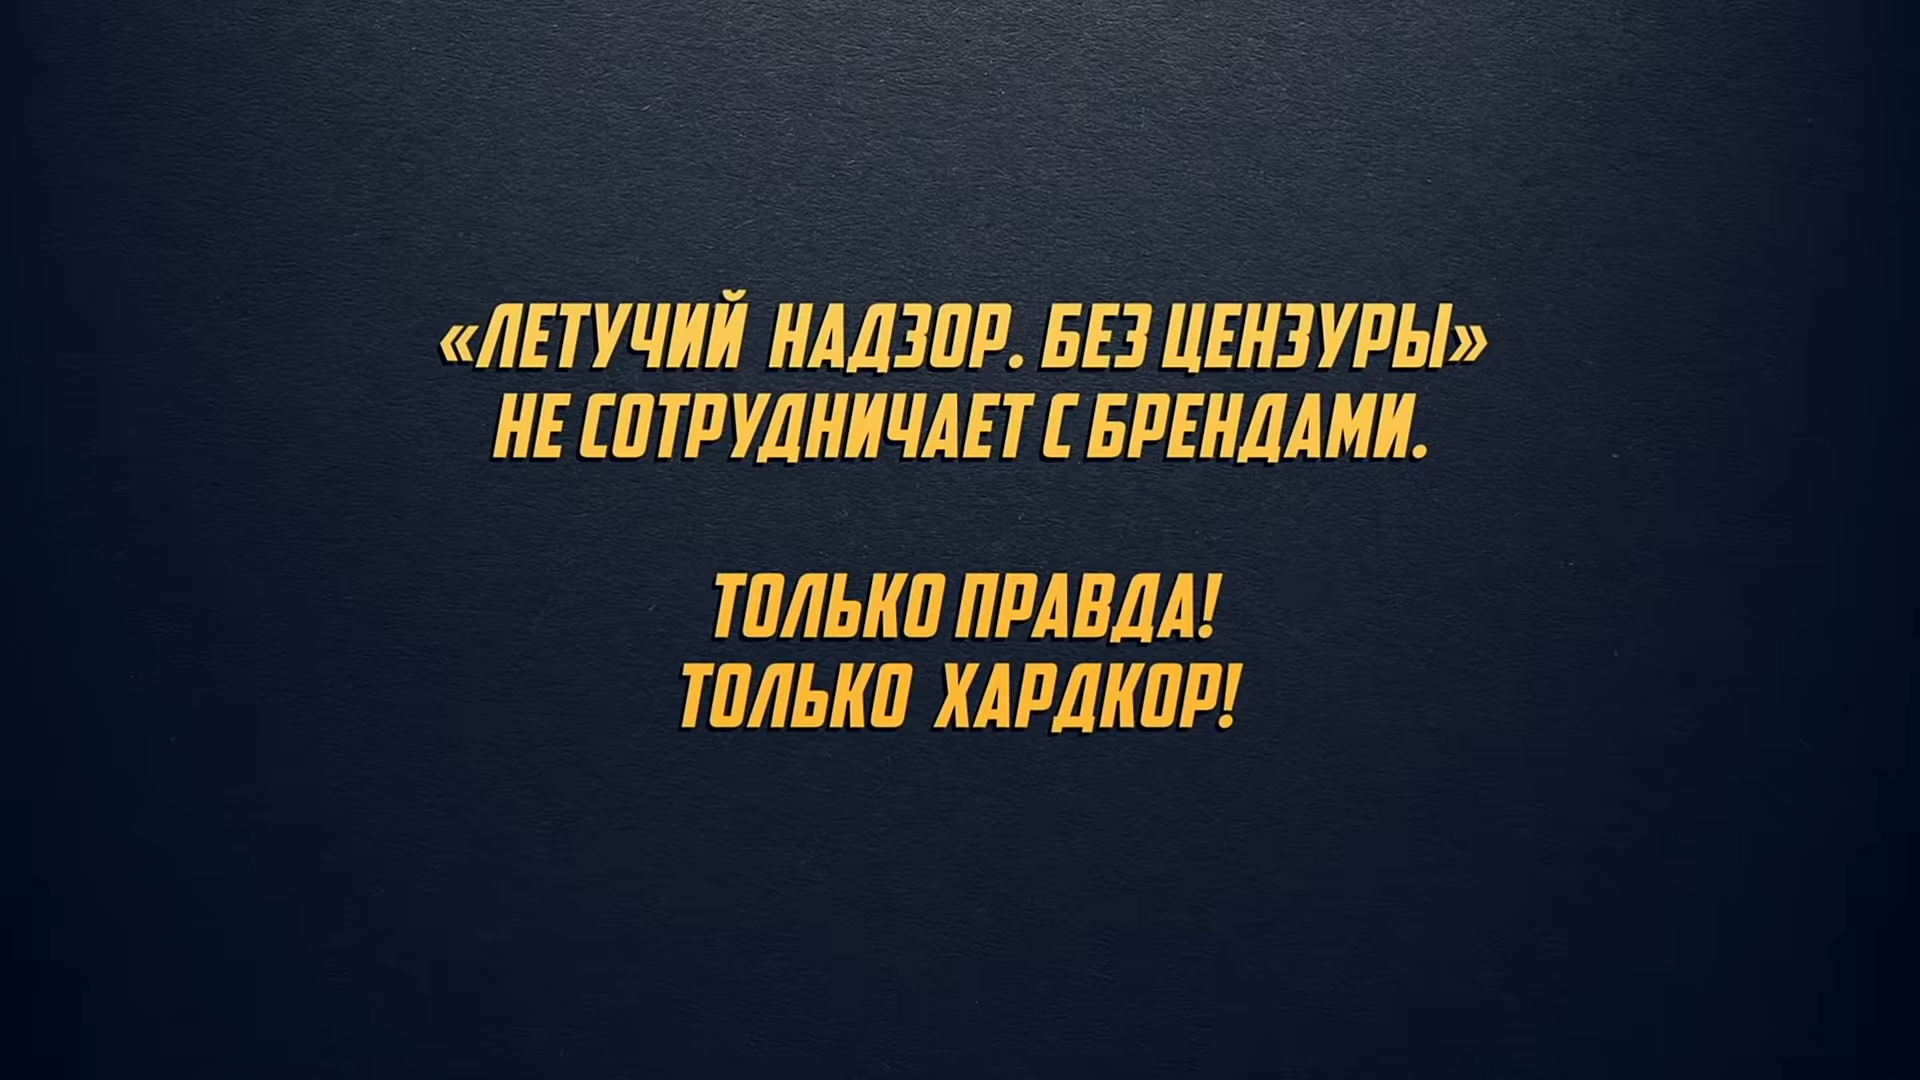 «ЛЕТУЧИЙ НАДЗОР. БЕЗ ЦЕНЗУРЫ»
НЕ СОТРУДНИЧАЕТ С БРЕНДАМИ.
ТОЛЬКО ПРАВДА!
ТОЛЬКО ХАРДКОР!